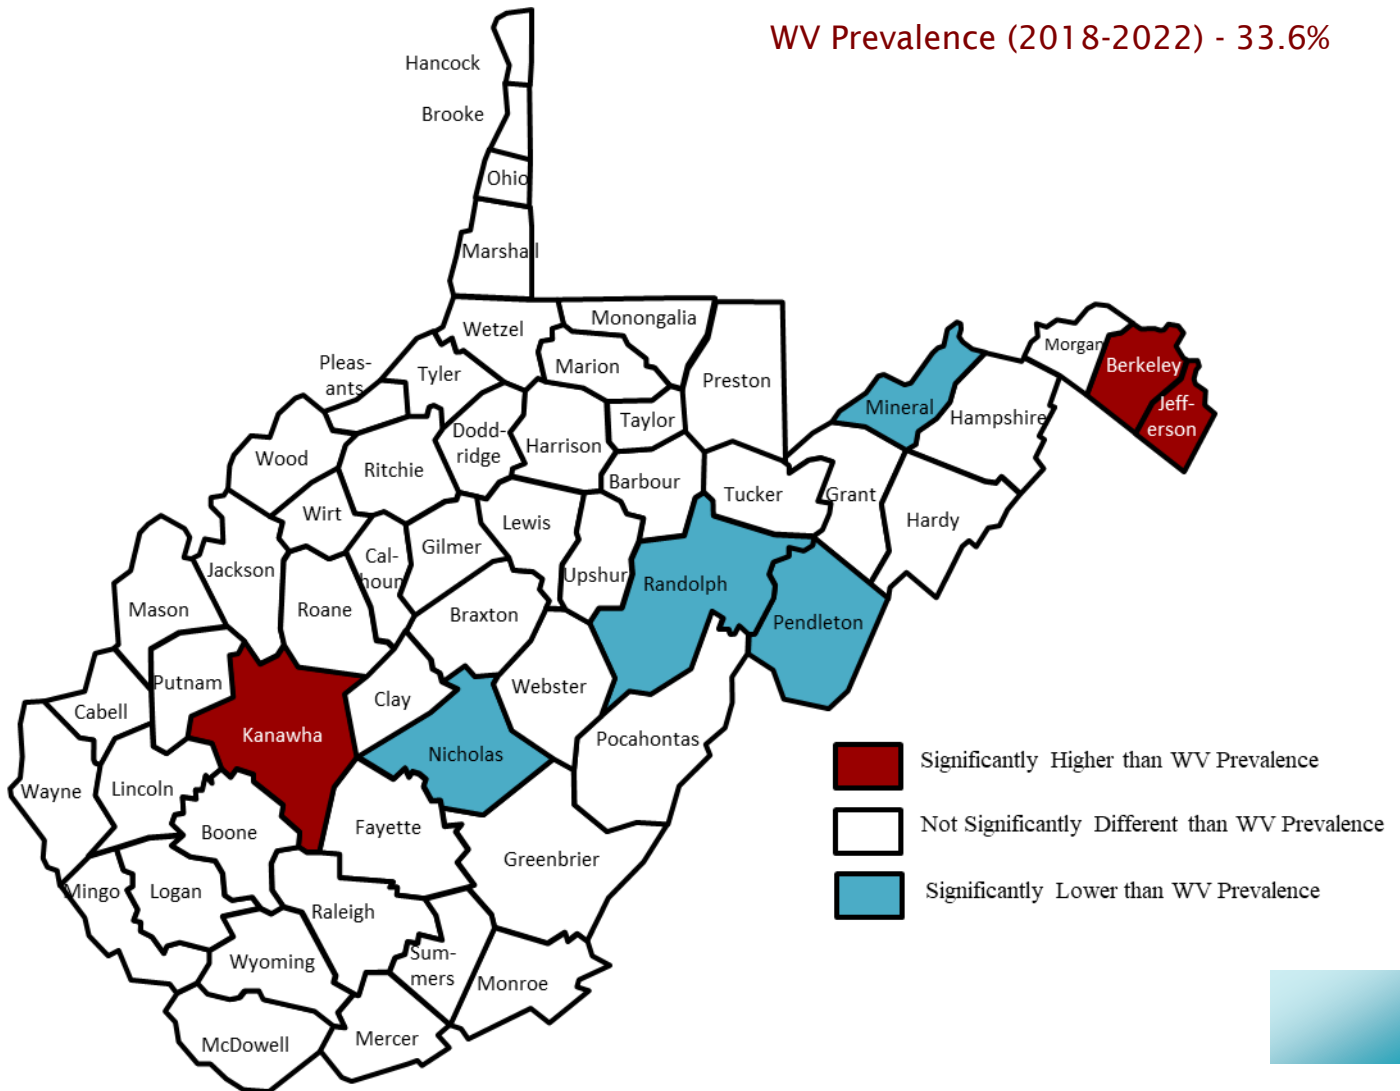 WV Prevalence (2018-2022) - 33.6%
Hancock
Brooke
Ohio
Marshall
Wetzel
Monongalia
Marion
Preston
Pleas-
ants
Tyler
Morgan
Berkeley
Jeff-
erson
Mineral
Hampshire
Wood
Ritchie
Dodd-
ridge
Harrison
Taylor
Barbour
Tucker
Grant
Hardy
Wirt
Lewis
Gilmer
Cal-
houn
Jackson
Roane
Upshur
Randolph
Pendleton
Mason
Braxton
Putnam
Clay
Webster
Cabell
Kanawha
Nicholas
Pocahontas
Wayne
Lincoln
Boone
Fayette
Greenbrier
Mingo
Logan
Raleigh
Wyoming
Sum-
mers
Monroe
McDowell
Mercer
Significantly Higher than WV Prevalence
Not Significantly Different than WV Prevalence
Significantly Lower than WV Prevalence